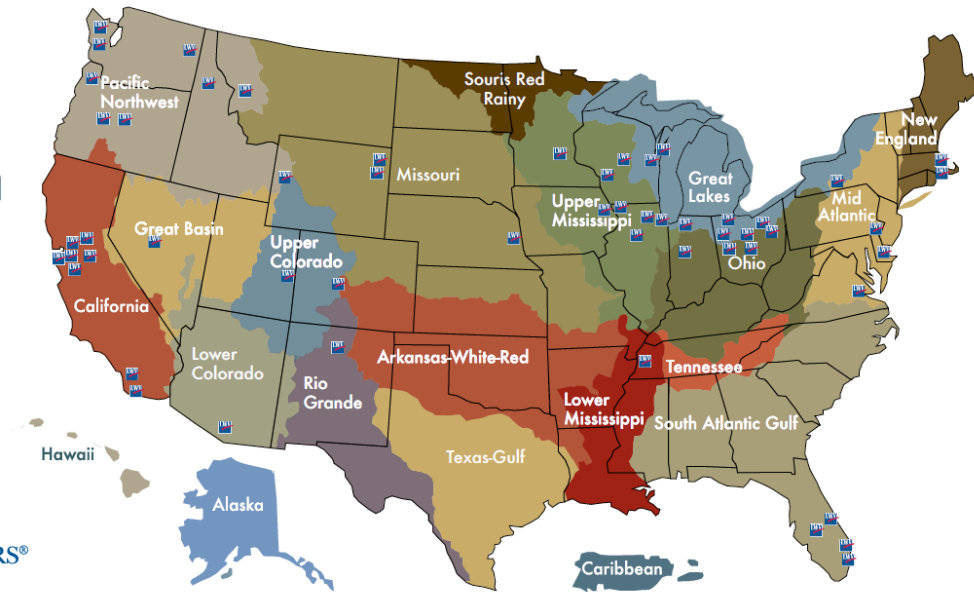 Souris Red
Rainy
Pacific
Northwest
New
England
Missouri
Great
Lakes
Upper
Mississippi
Mid
Atlantic
Great Basin
Upper
Colorado
Ohio
California
Lower
Colorado
Arkansas-White-Red
Tennessee
Rio
Grande
Lower
Mississippi
South Atlantic Gulf
Hawaii
Texas-Gulf
Alaska
RS®
Caribbean